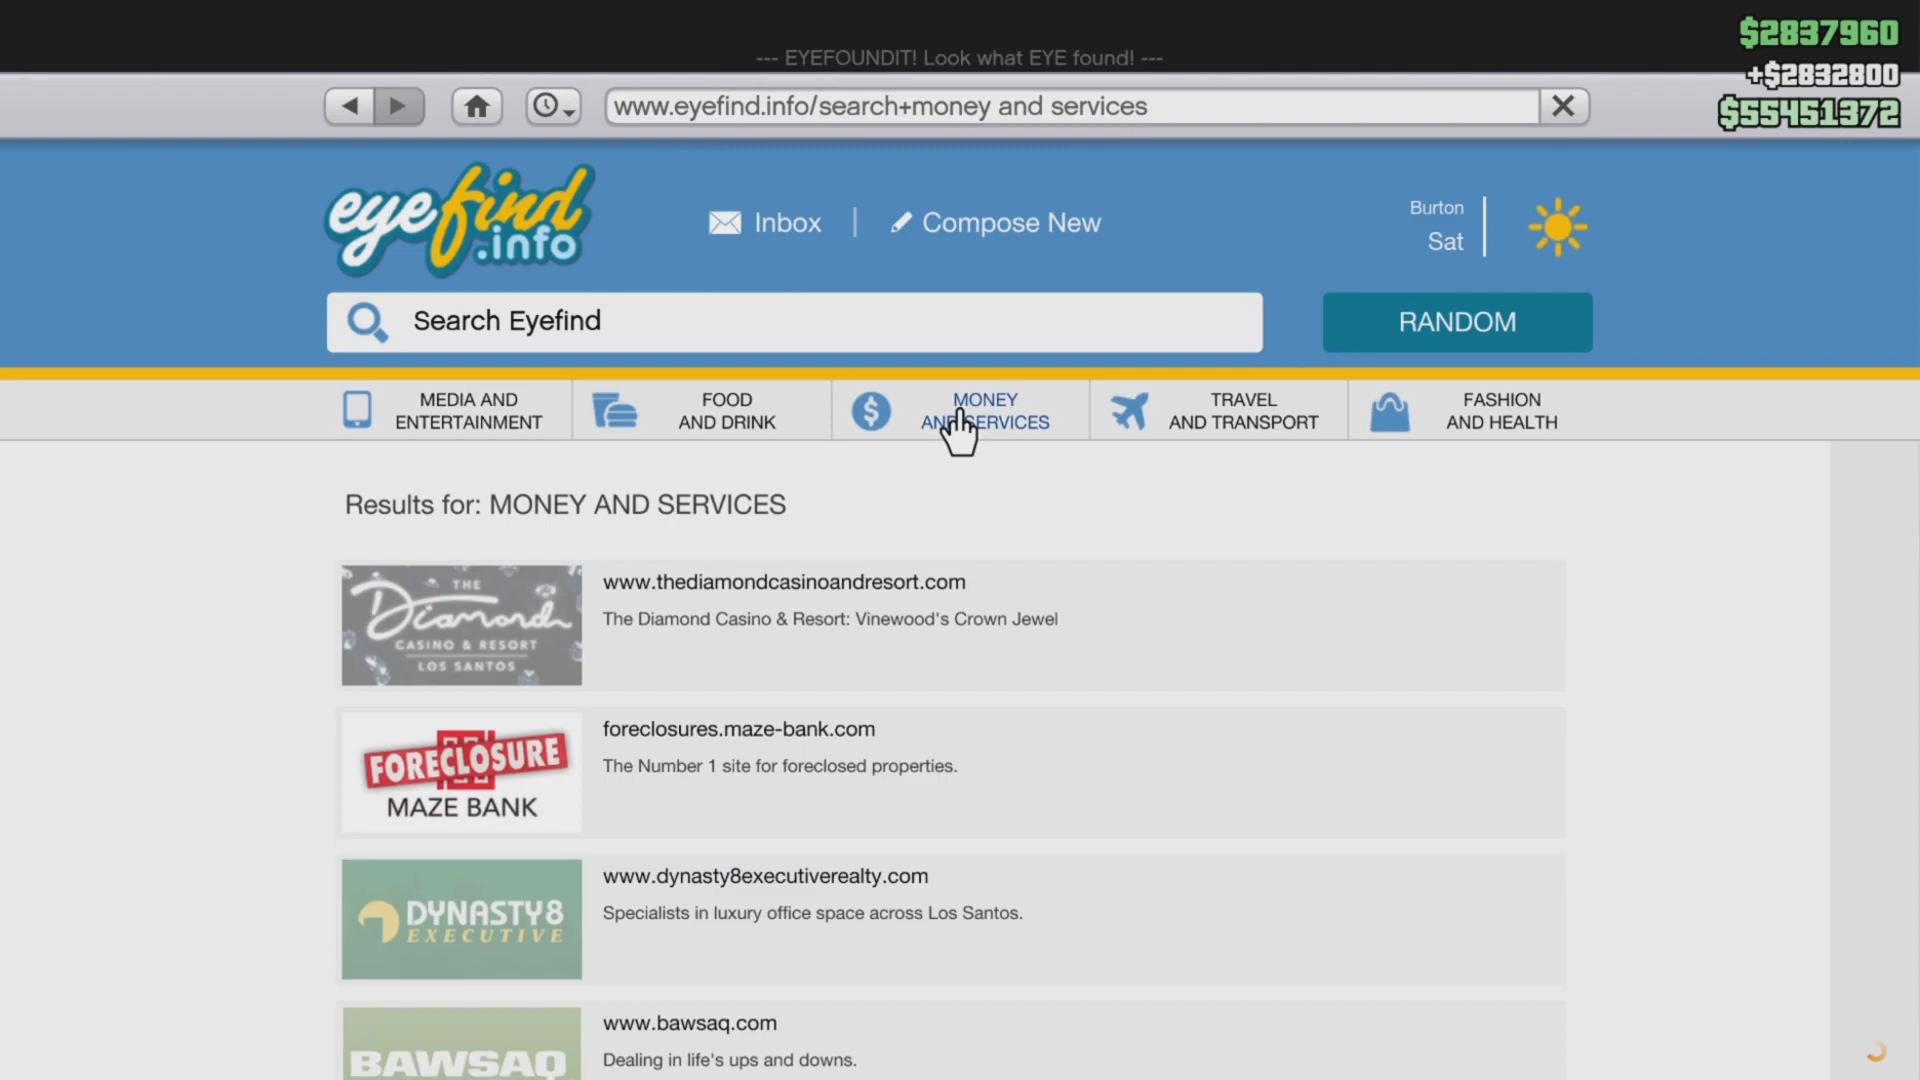 $2837960
--- EYEFOUNDIT! Look what EYE found! ---
+$2832800
www.eyefind.info/search+money and services
$55451372
eyefind
.info
Inbox
Compose New
Burton
Sat
Search Eyefind
RANDOM
MEDIA AND
ENTERTAINMENT
FOOD
AND DRINK
MONEY
AND SERVICES
TRAVEL
AND TRANSPORT
FASHION
AND HEALTH
Results for: MONEY AND SERVICES
THE
Diamond
CASINO & RESORT
LOS SANTOS
www.thediamondcasinoandresort.com
The Diamond Casino & Resort: Vinewood's Crown Jewel
FORECLOSURE
MAZE BANK
foreclosures.maze-bank.com
The Number 1 site for foreclosed properties.
DYNASTY8
EXECUTIVE
www.dynasty8executiverealty.com
Specialists in luxury office space across Los Santos.
BAWSAQ
www.bawsaq.com
Dealing in life's ups and downs.